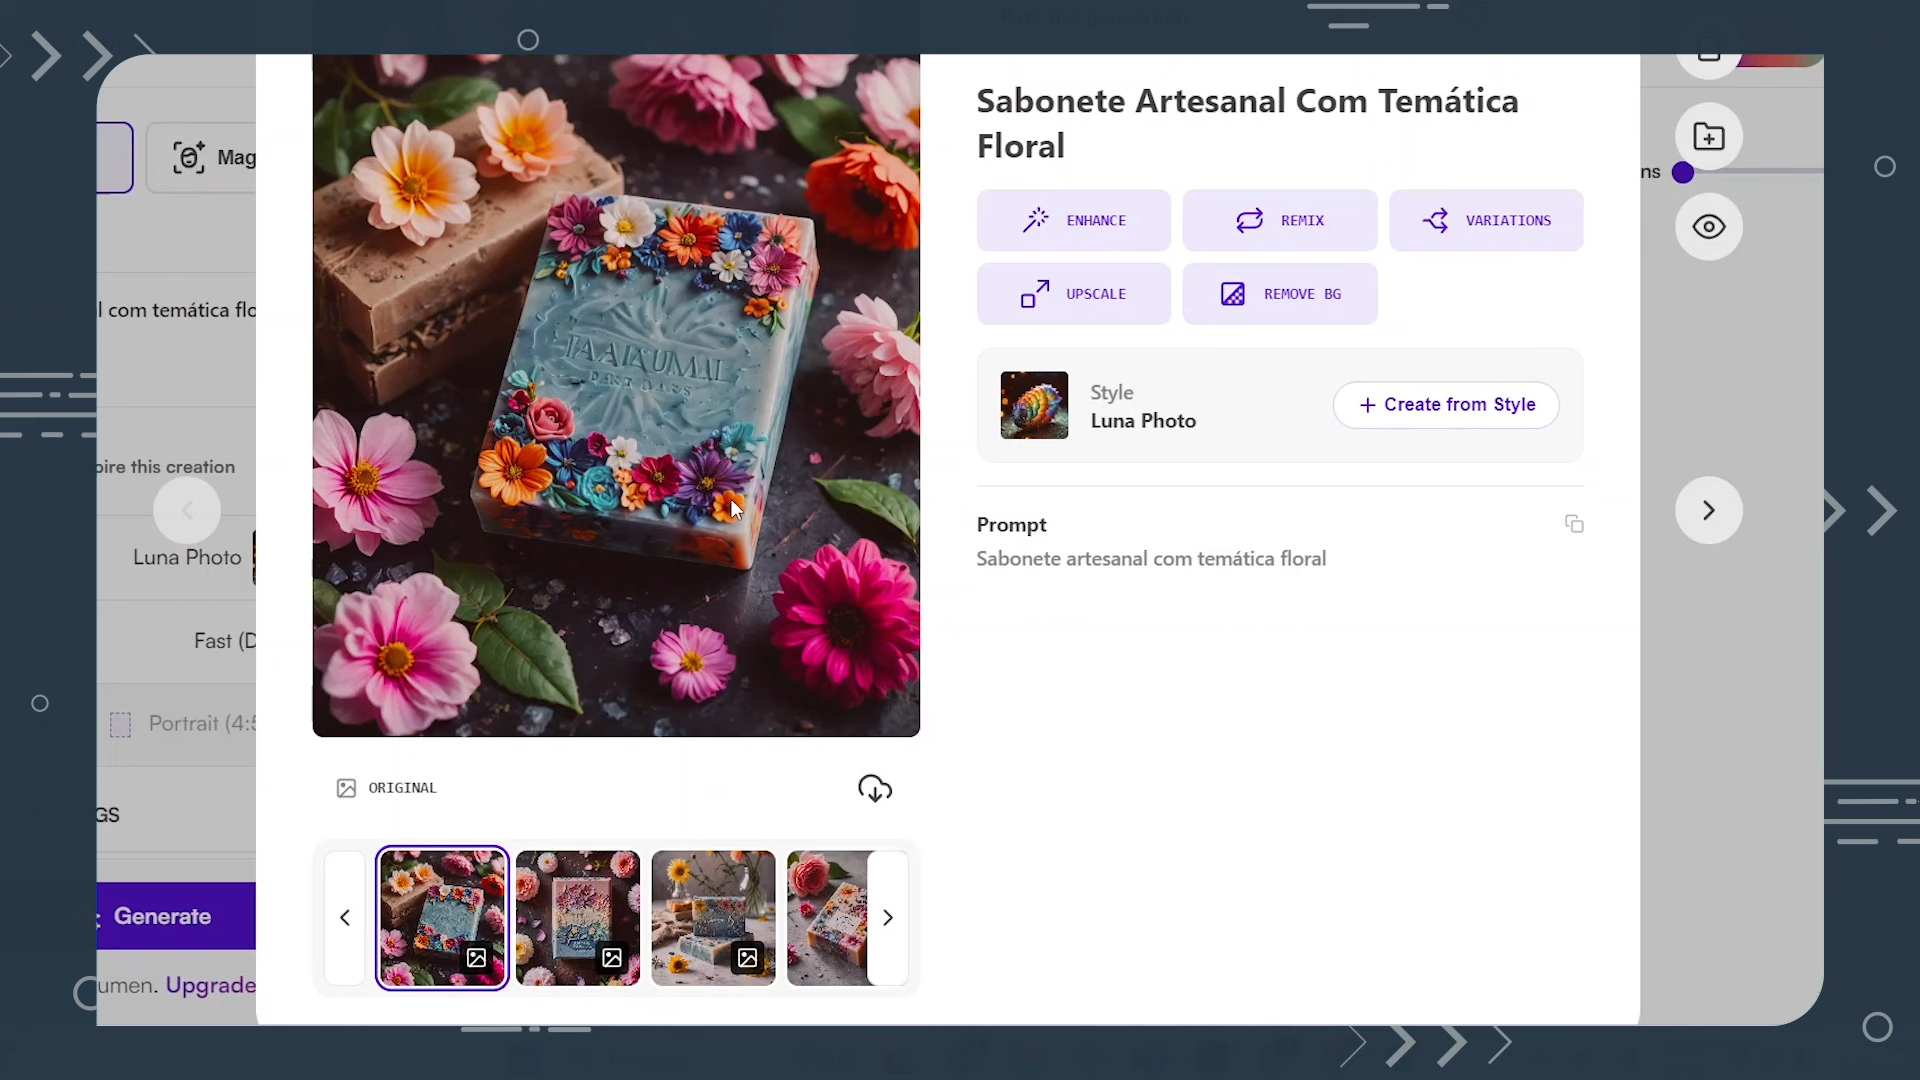 Mag
ns
l com temática flo
pire this creation
Luna Photo
Fast (D
Portrait (4:5
GS
Generate
umen. Upgrade
Sabonete Artesanal Com Temática
Floral
ENHANCE
REMIX
VARIATIONS
UPSCALE
REMOVE BG
Style
Luna Photo
+ Create from Style
Prompt
Sabonete artesanal com temática floral
ORIGINAL